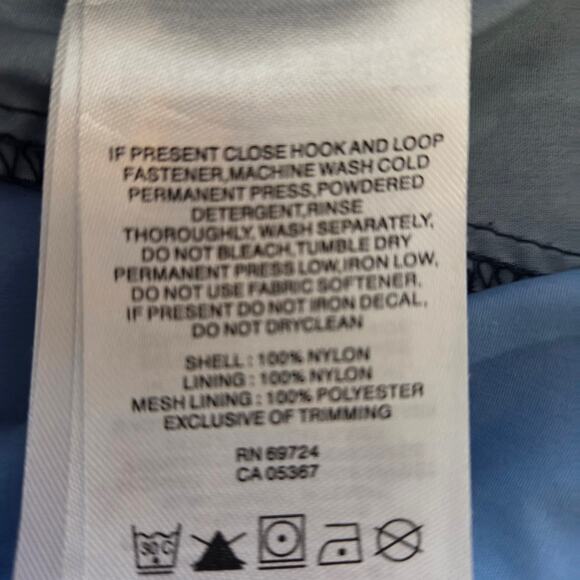 IF PRESENT CLOSE HOOK AND LOOP
FASTENER,MACHINE WASH COLD
PERMANENT PRESS,POWDERED
DETERGENT,RINSE
THOROUGHLY, WASH SEPARATELY,
DO NOT BLEACH,TUMBLE DRY
PERMANENT PRESS LOW,IRON LOW,
DO NOT USE FABRIC SOFTENER,
IF PRESENT DO NOT IRON DECAL,
DO NOT DRYCLEAN
SHELL : 100% NYLON
LINING : 100% NYLON
MESH LINING : 100% POLYESTER
EXCLUSIVE OF TRIMMING
RN 69724
CA 05367
30 C